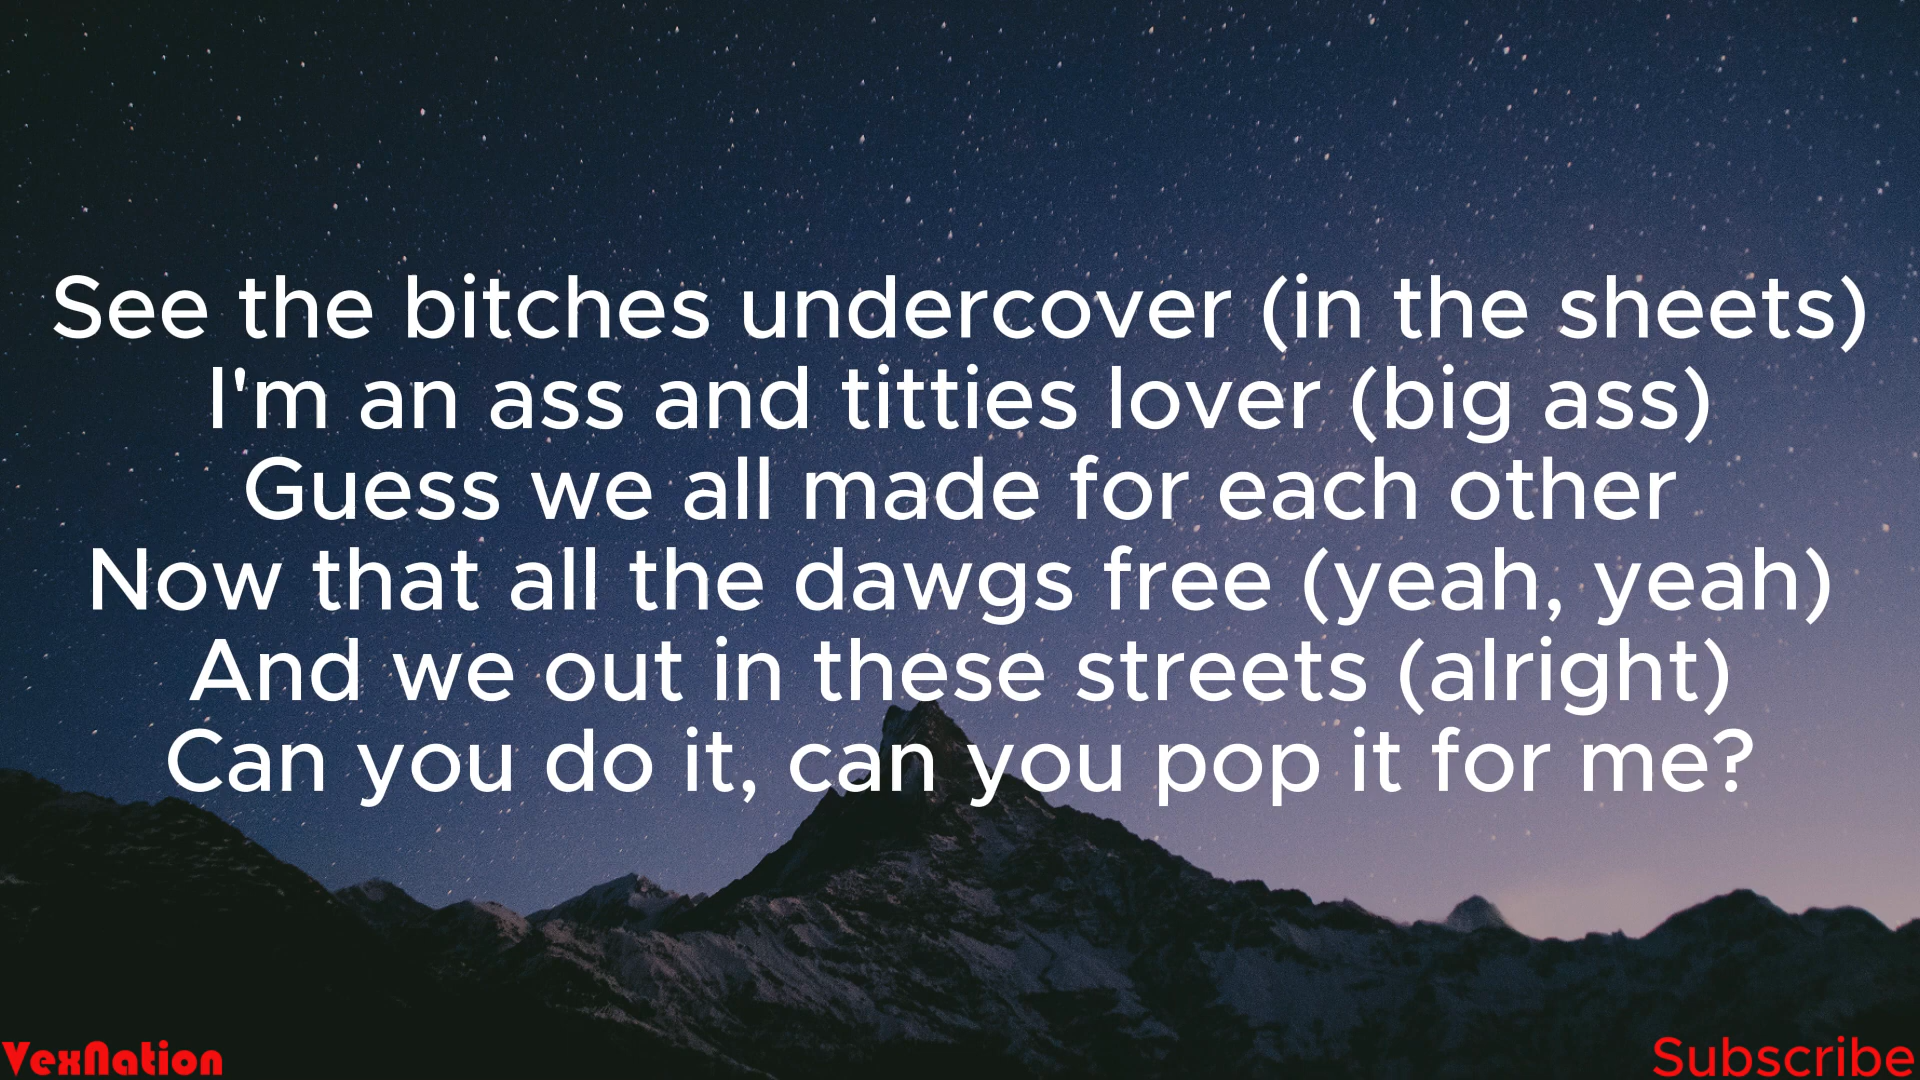 See the bitches undercover (in the sheets)
I'm an ass and titties lover (big ass)
Guess we all made for each other
Now that all the dawgs free (yeah, yeah)
And we out in these streets (alright)
Can you do it, can you pop it for me?
VexNation
Subscribe